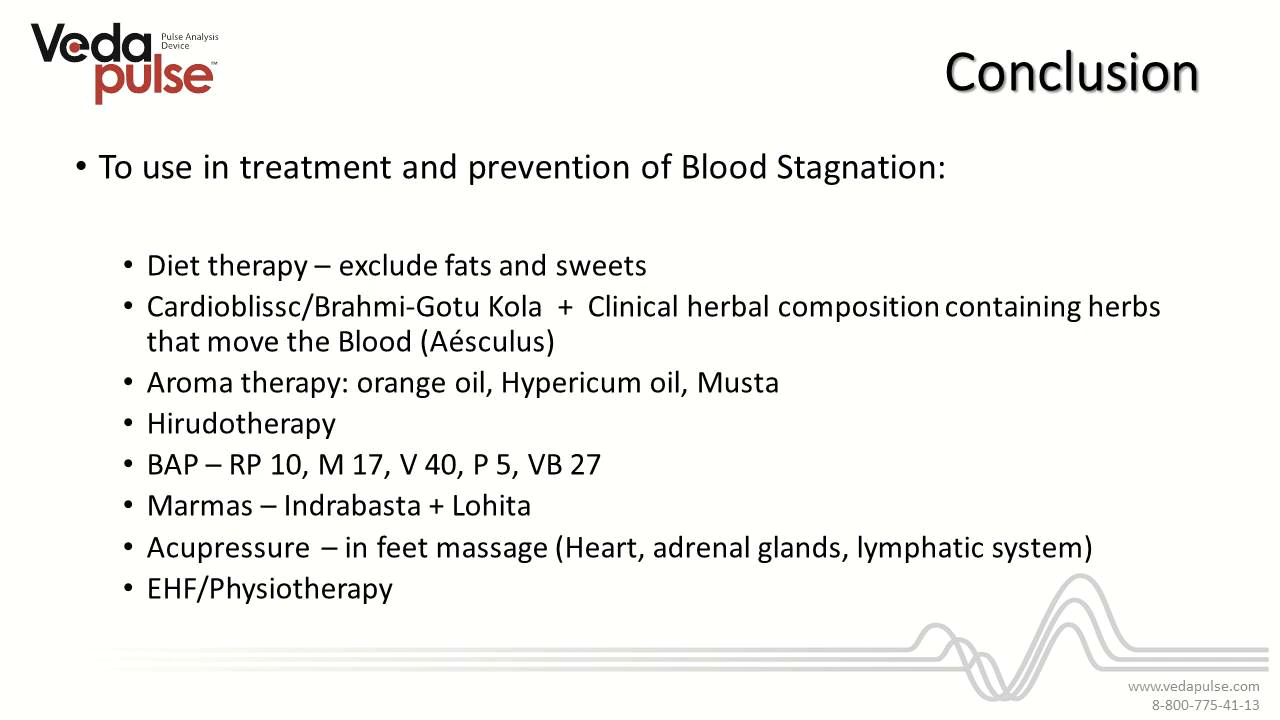 Veda
pulse™
Pulse Analysis
Device
Conclusion
• To use in treatment and prevention of Blood Stagnation:
• Diet therapy – exclude fats and sweets
• Cardioblissc/Brahmi-Gotu Kola + Clinical herbal composition containing herbs
that move the Blood (Aésculus)
• Aroma therapy: orange oil, Hypericum oil, Musta
• Hirudotherapy
• BAP – RP 10, M 17, V 40, P 5, VB 27
• Marmas – Indrabasta + Lohita
• Acupressure – in feet massage (Heart, adrenal glands, lymphatic system)
• EHF/Physiotherapy
www.vedapulse.com
8-800-775-41-13